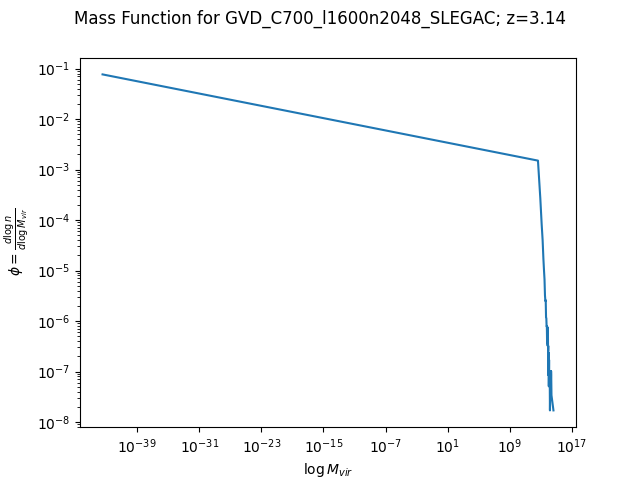 Mass Function for GVD_C700_l1600n2048_SLEGAC; z=3.14
10⁻¹
10⁻²
10⁻³
10⁻⁴
10⁻⁵
10⁻⁶
10⁻⁷
10⁻⁸
ϕ = d log n / d log M_vir
10⁻³⁹ 10⁻³¹ 10⁻²³ 10⁻¹⁵ 10⁻⁷ 10¹ 10⁹ 10¹⁷
log M_vir